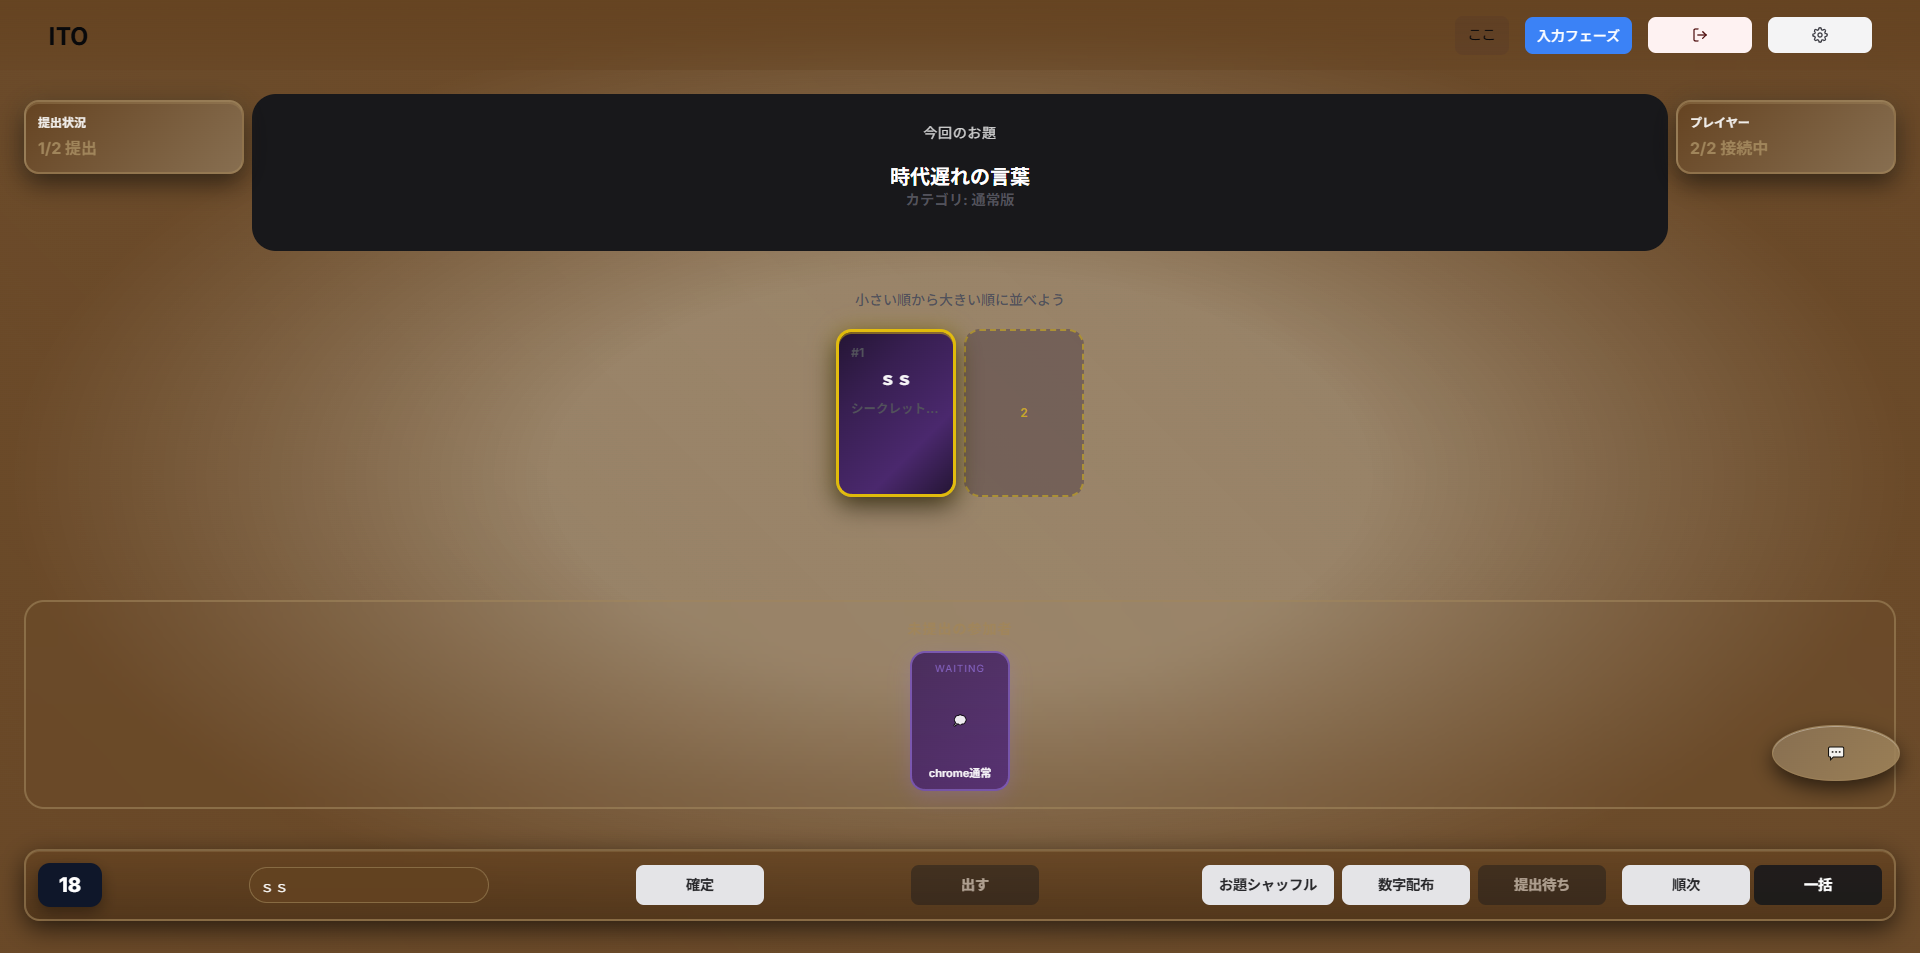 ITO
ここ
入力フェーズ
提出状況
1/2 提出
今回のお題
時代遅れの言葉
カテゴリ: 通常版
プレイヤー
2/2 接続中
小さい順から大きい順に並べよう
#1
s s
シークレット...
2
WAITING
chrome通常
18
s s
確定
出す
お題シャッフル
数字配布
提出待ち
順次
一括